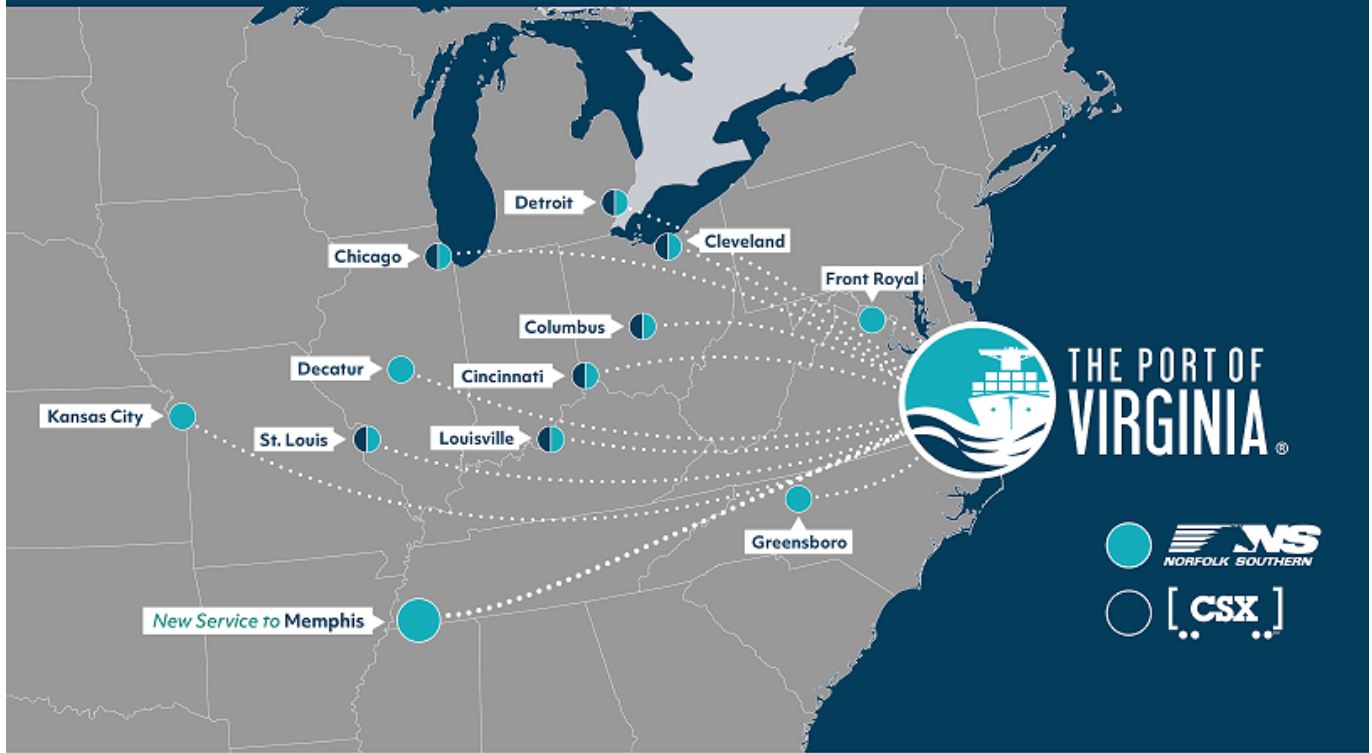 Detroit
Cleveland
Chicago
Front Royal
Columbus
Decatur
Cincinnati
Kansas City
St. Louis
Louisville
THE PORT OF
VIRGINIA®
Greensboro
NS
NORFOLK SOUTHERN
[CSX]
New Service to Memphis